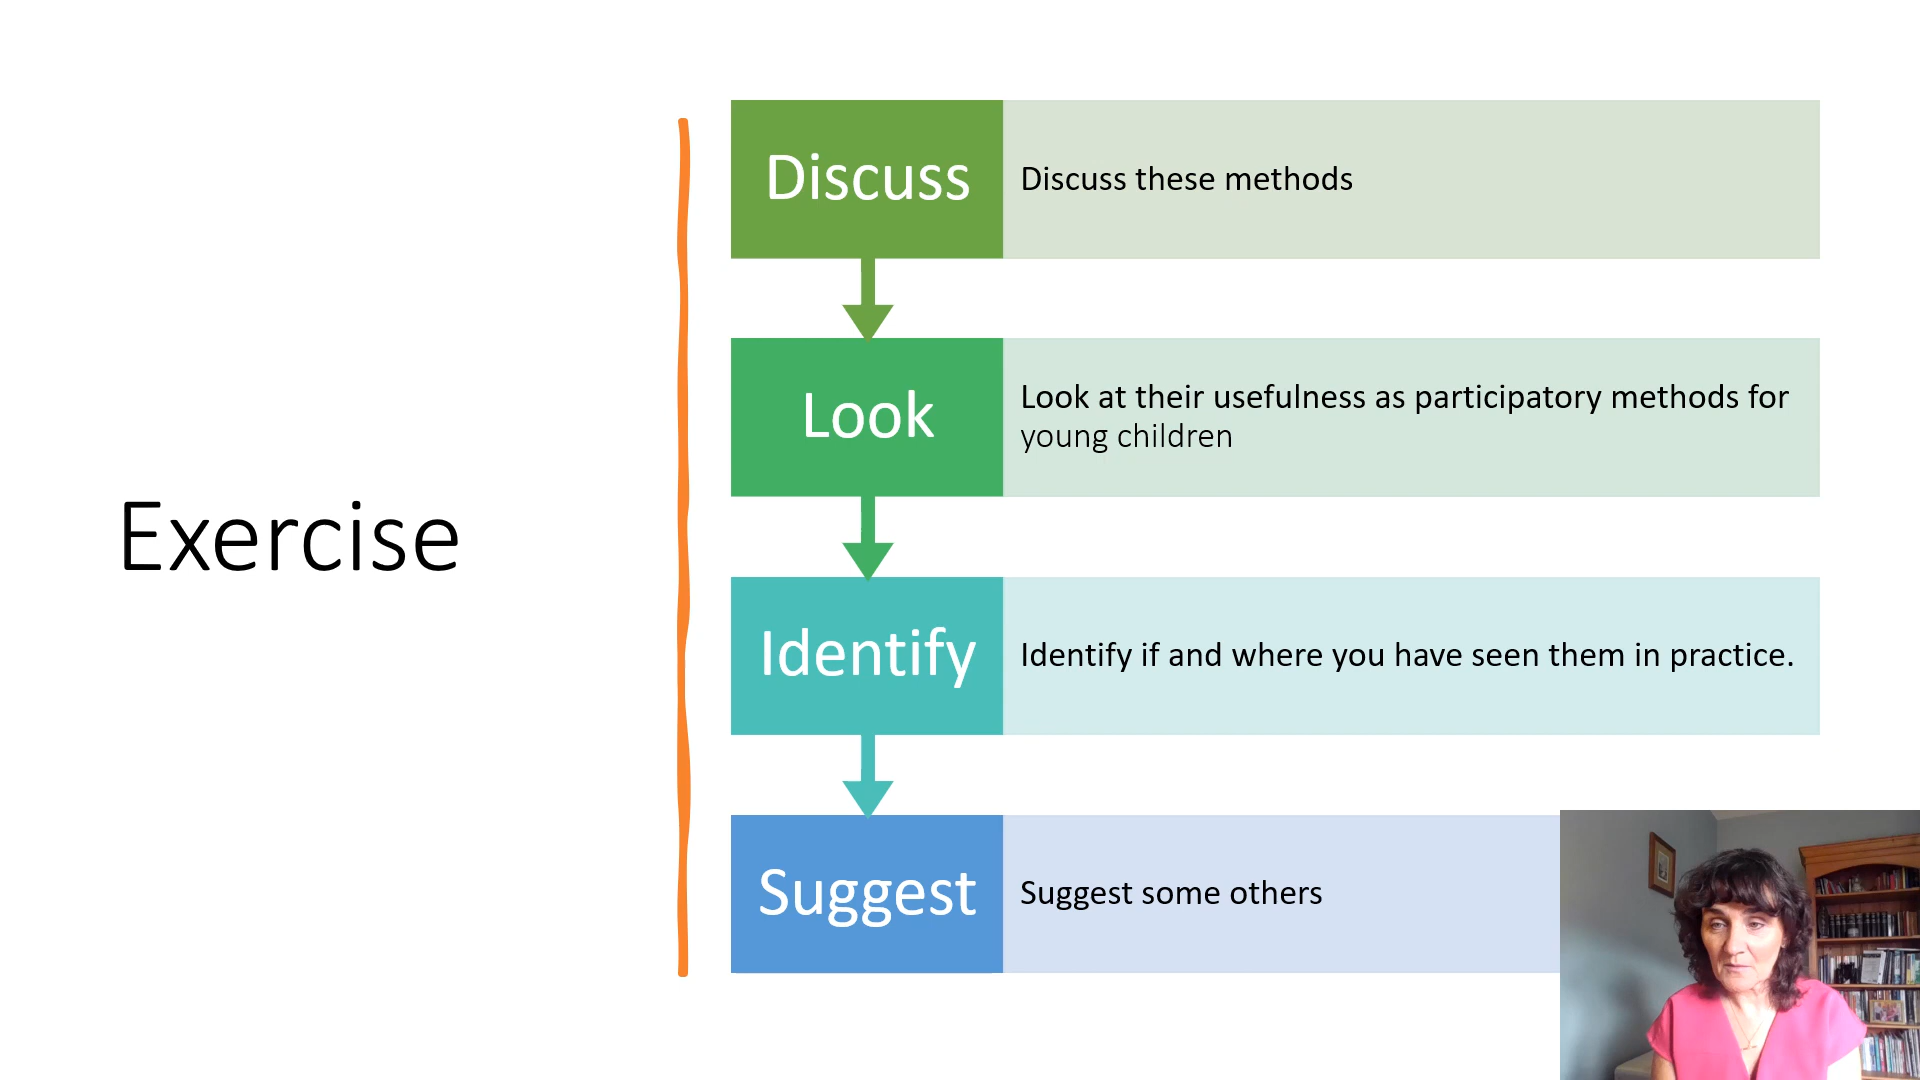 Exercise
Discuss
Discuss these methods
Look
Look at their usefulness as participatory methods for
young children
Identify
Identify if and where you have seen them in practice.
Suggest
Suggest some others